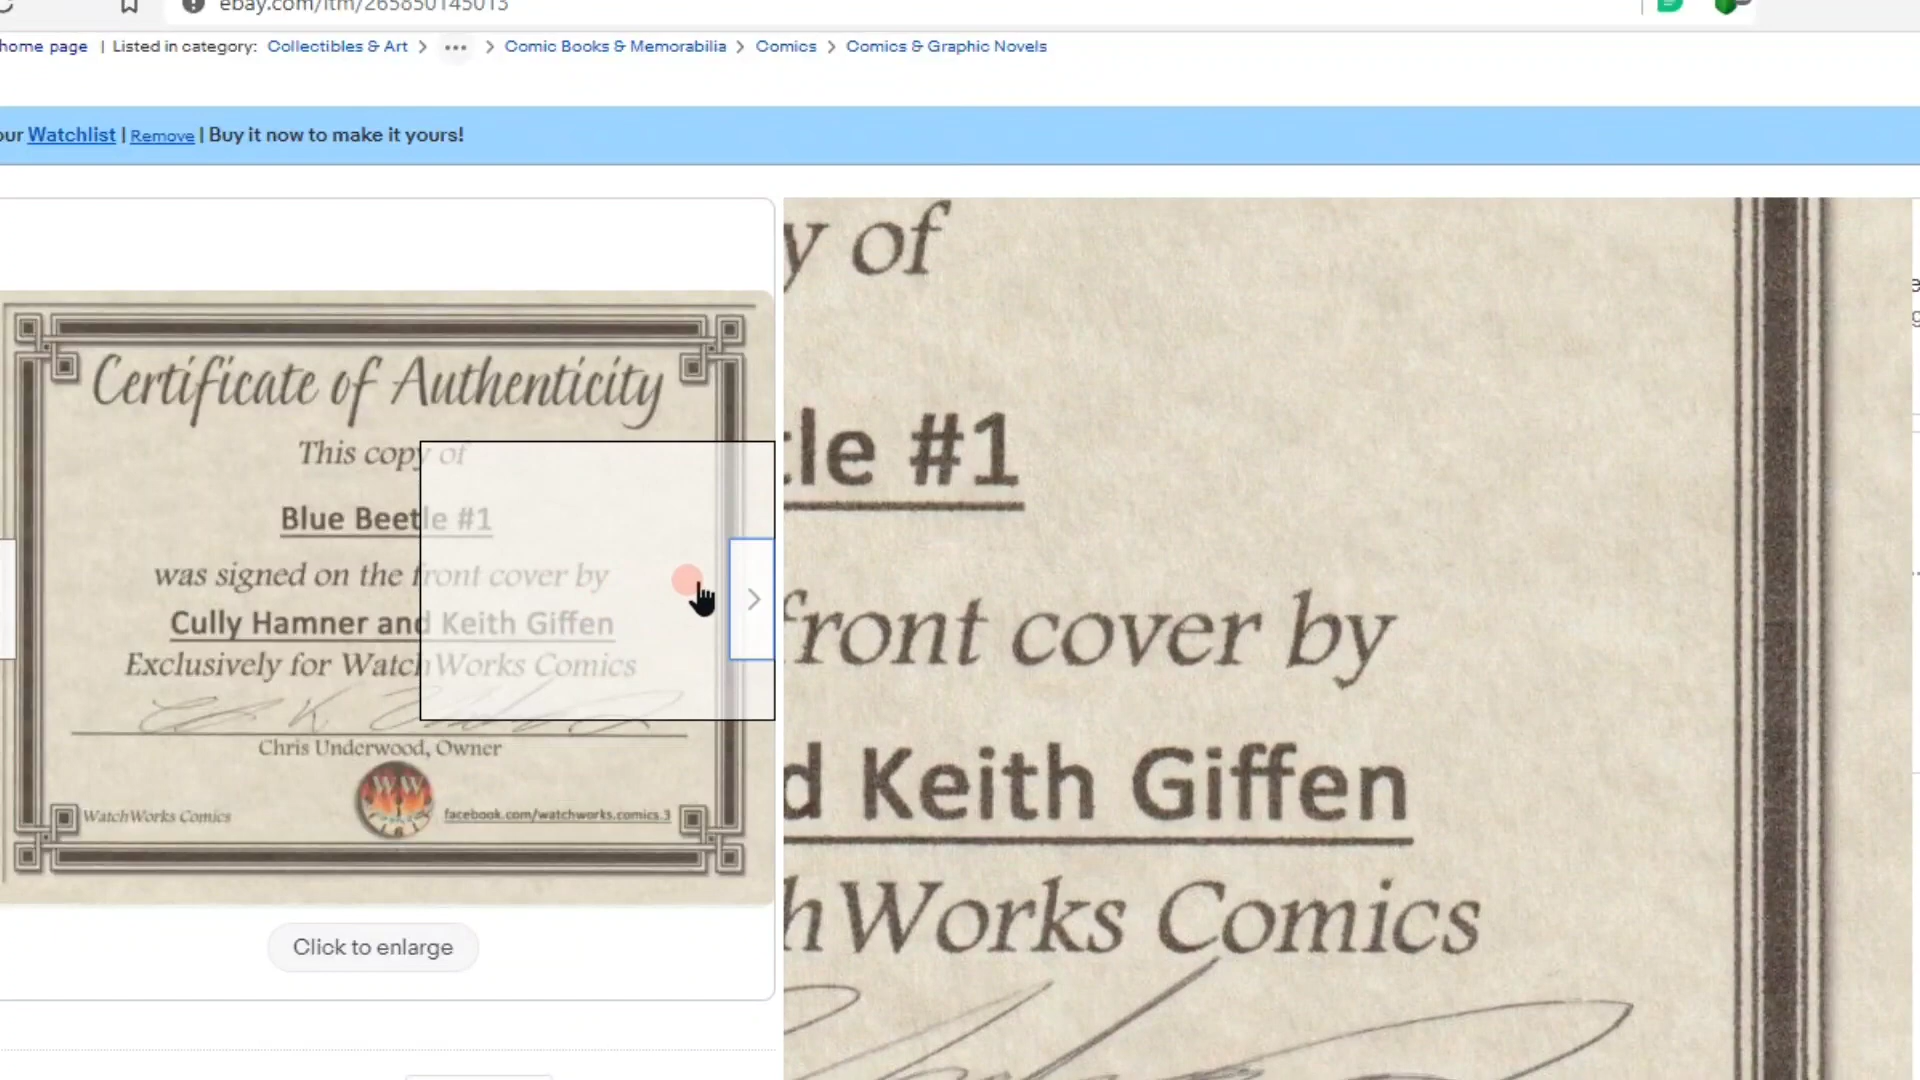 ebay.com/itm/265850145013
home page | Listed in category: Collectibles & Art > ... > Comic Books & Memorabilia > Comics > Comics & Graphic Novels
our Watchlist | Remove | Buy it now to make it yours!
Certificate of Authenticity
This copy of
Blue Beetle #1
was signed on the front cover by
Cully Hamner and Keith Giffen
Exclusively for WatchWorks Comics
Chris Underwood, Owner
WW
WatchWorks Comics
facebook.com/watchworks.comics.3
Click to enlarge
y of
tle #1
front cover by
d Keith Giffen
hWorks Comics